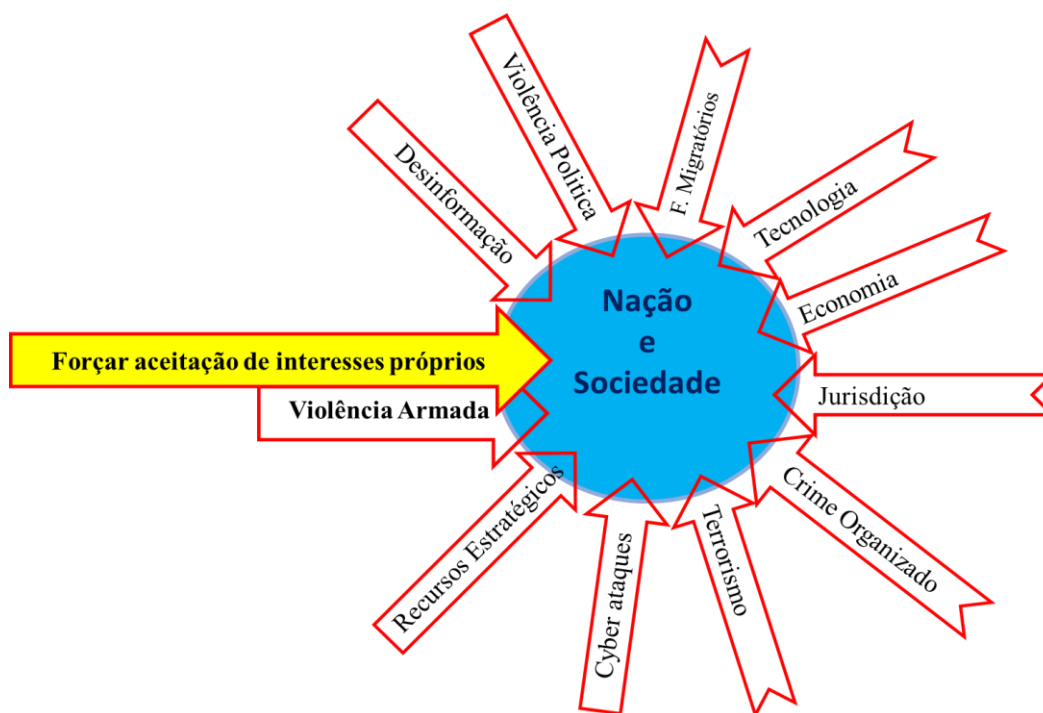 Violência Politica
F. Migratórios
Desinformação
Tecnologia
Economia
Nação
e
Sociedade
Forçar aceitação de interesses próprios
Violência Armada
Jurisdição
Recursos Estratégicos
Cyber ataques
Terrorismo
Crime Organizado